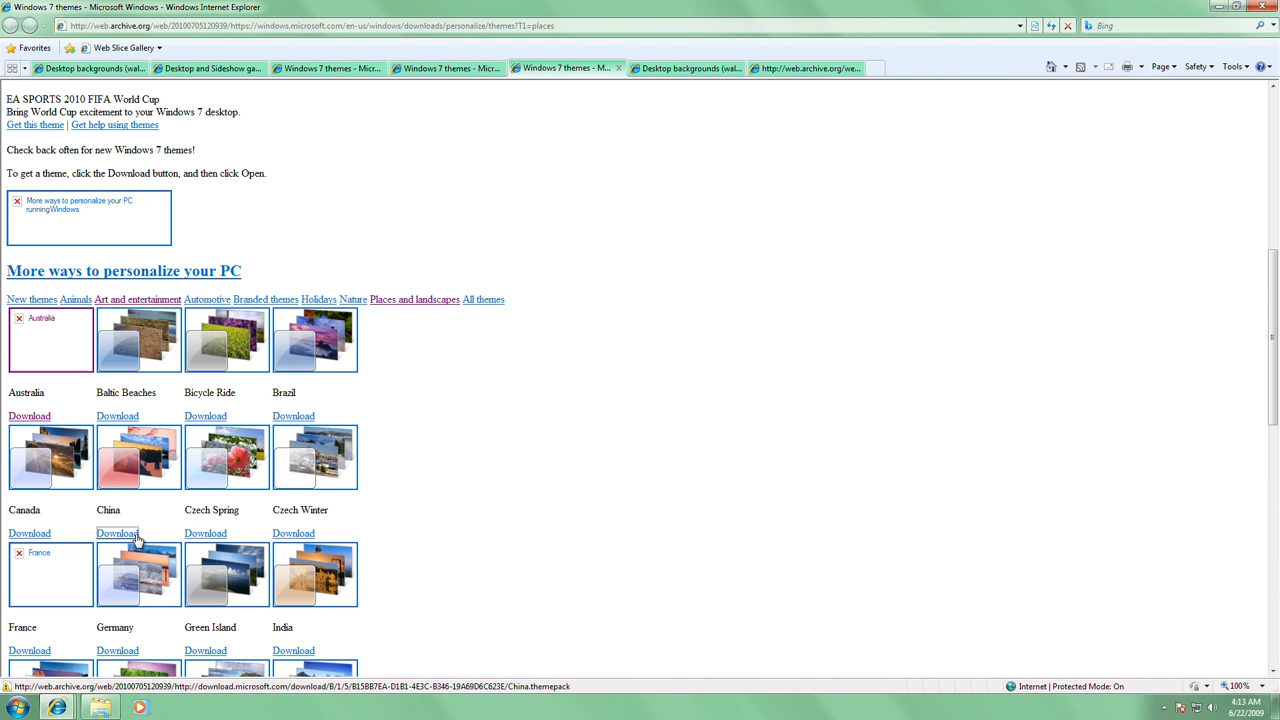 Windows 7 themes - Microsoft Windows - Windows Internet Explorer
http://web.archive.org/web/20100705120939/https://windows.microsoft.com/en-us/windows/downloads/personalize/themes?T1=places
Bing
Favorites
Web Slice Gallery
Desktop backgrounds (wal...
Desktop and Sideshow ga...
Windows 7 themes - Micr...
Windows 7 themes - Micr...
Windows 7 themes - M...
Desktop backgrounds (wal...
http://web.archive.org/we...
Page
Safety
Tools
EA SPORTS 2010 FIFA World Cup
Bring World Cup excitement to your Windows 7 desktop.
Get this theme | Get help using themes
Check back often for new Windows 7 themes!
To get a theme, click the Download button, and then click Open.
More ways to personalize your PC
runningWindows
More ways to personalize your PC
New themes Animals Art and entertainment Automotive Branded themes Holidays Nature Places and landscapes All themes
Australia
Australia Baltic Beaches Bicycle Ride Brazil
Download Download Download Download
Canada China Czech Spring Czech Winter
Download Download Download Download
France
France Germany Green Island India
Download Download Download Download
http://web.archive.org/web/20100705120939/http://download.microsoft.com/download/B/1/5/B15BB7EA-D1B1-4E3C-B346-19A69D6C623E/China.themepack
Internet | Protected Mode: On
100%
4:13 AM
6/22/2009